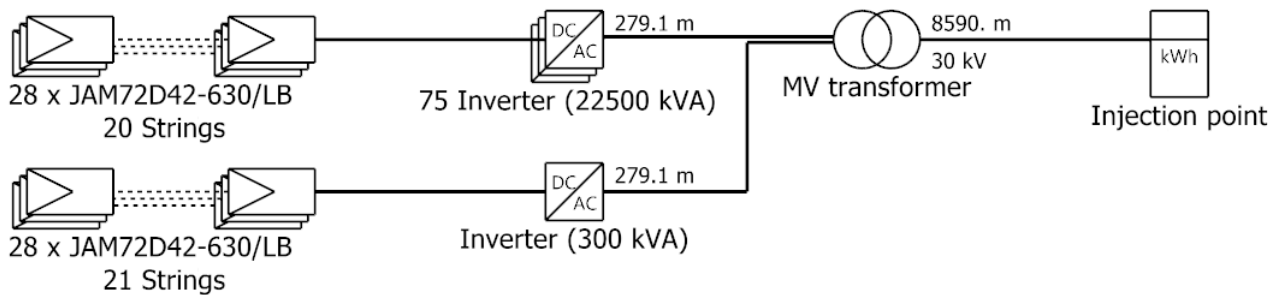 DC
AC
279.1 m
8590. m
30 kV
kWh
28 x JAM72D42-630/LB
20 Strings
75 Inverter (22500 kVA)
MV transformer
Injection point
DC
AC
279.1 m
28 x JAM72D42-630/LB
21 Strings
Inverter (300 kVA)